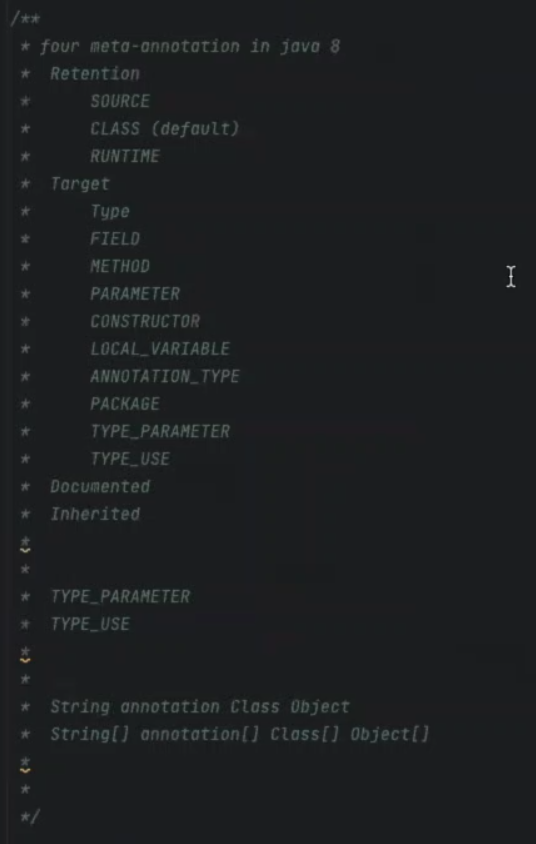 /**
* four meta-annotation in java 8
* Retention
* SOURCE
* CLASS (default)
* RUNTIME
* Target
* Type
* FIELD
* METHOD
* PARAMETER
* CONSTRUCTOR
* LOCAL_VARIABLE
* ANNOTATION_TYPE
* PACKAGE
* TYPE_PARAMETER
* TYPE_USE
* Documented
* Inherited
*
*
* TYPE_PARAMETER
* TYPE_USE
*
*
* String annotation Class Object
* String[] annotation[] Class[] Object[]
*
*
*/